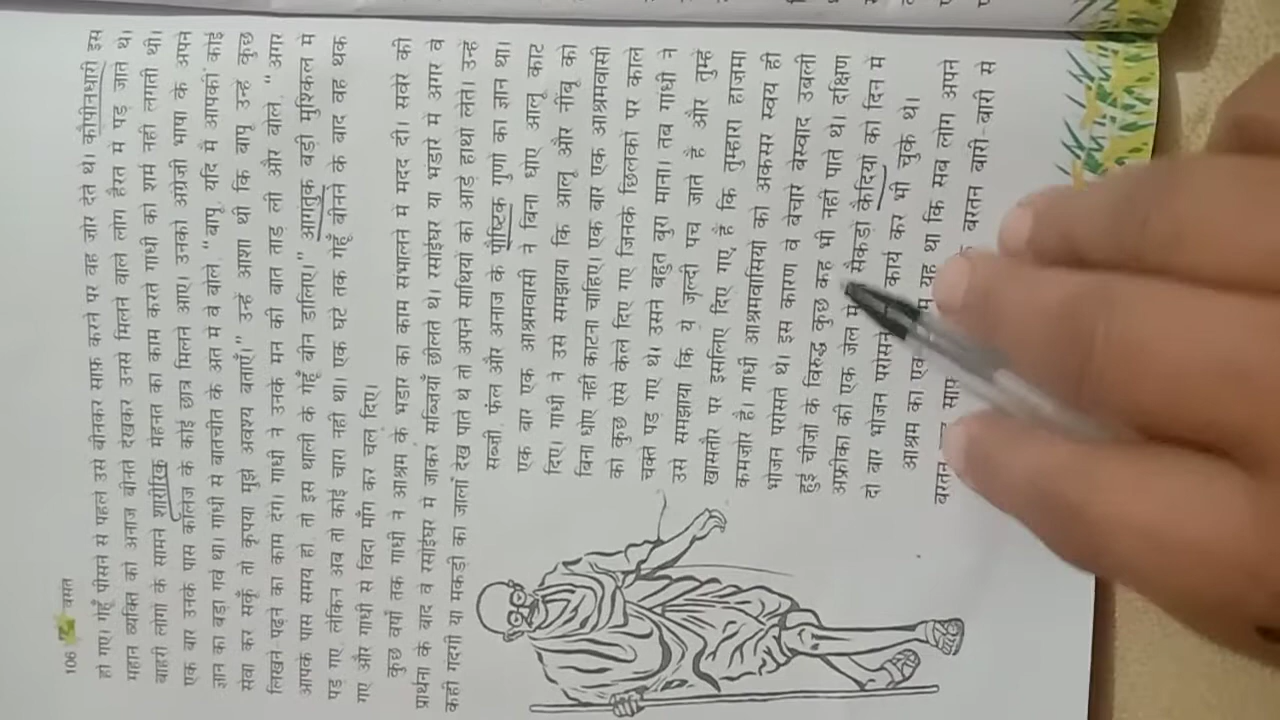 106 वसंत
हो गए। गेहूँ पीसने से पहले उसे बीनकर साफ़ करने पर वह ज़ोर देते थे। कौपीनधारी इस
महान व्यक्ति को अनाज बीनते देखकर उनसे मिलने वाले लोग हैरत में पड़ जाते थे।
बाहरी लोगों के सामने शारीरिक मेहनत का काम करते गांधी को शर्म नहीं लगती थी।
एक बार उनके पास कॉलेज के कोई छात्र मिलने आए। उनको अंग्रेज़ी भाषा के अपने
ज्ञान का बड़ा गर्व था। गांधी से बातचीत के अंत में वे बोले, "बापू, यदि मैं आपकी कोई
सेवा कर सकूँ तो कृपया मुझे अवश्य बताएँ।" उन्हें आशा थी कि बापू उन्हें कुछ
लिखने-पढ़ने का काम देंगे। गांधी ने उनके मन की बात ताड़ ली और बोले, "अगर
आपके पास समय हो, तो इस थाली के गेहूँ बीन डालिए।" आगंतुक बड़ी मुश्किल में
पड़ गए, लेकिन अब तो कोई चारा नहीं था। एक घंटे तक गेहूँ बीनने के बाद वह थक
गए और गांधी से विदा माँग कर चल दिए।
कुछ वर्षों तक गांधी ने आश्रम के भंडार का काम संभालने में मदद दी। सवेरे की
प्रार्थना के बाद वे रसोईघर में जाकर सब्जियाँ छीलते थे। रसोईघर या भंडारे में अगर वे
कहीं गंदगी या मकड़ी का जाला देख पाते थे तो अपने साथियों को आड़े हाथों लेते। उन्हें
सब्ज़ी, फल और अनाज के पौष्टिक गुणों का ज्ञान था।
एक बार एक आश्रमवासी ने बिना धोए आलू काट
दिए। गांधी ने उसे समझाया कि आलू और नींबू को
बिना धोए नहीं काटना चाहिए। एक बार एक आश्रमवासी
को कुछ ऐसे केले दिए गए जिनके छिलकों पर काले
चकत्ते पड़ गए थे। उसने बहुत बुरा माना। तब गांधी ने
उसे समझाया कि ये जल्दी पच जाते हैं और तुम्हें
खासतौर पर इसलिए दिए गए हैं कि तुम्हारा हाज़मा
कमज़ोर है। गांधी आश्रमवासियों को अकसर स्वयं ही
भोजन परोसते थे। इस कारण वे बेचारे बेस्वाद उबली
हुई चीज़ों के विरुद्ध कुछ कह भी नहीं पाते थे। दक्षिण
अफ़्रीका की एक जेल में सैकड़ों कैदियों को दिन में
दो बार भोजन परोसने कार्य कर भी चुके थे।
आश्रम का एक यह था कि सब लोग अपने
बरतन बरतन बारी-बारी से